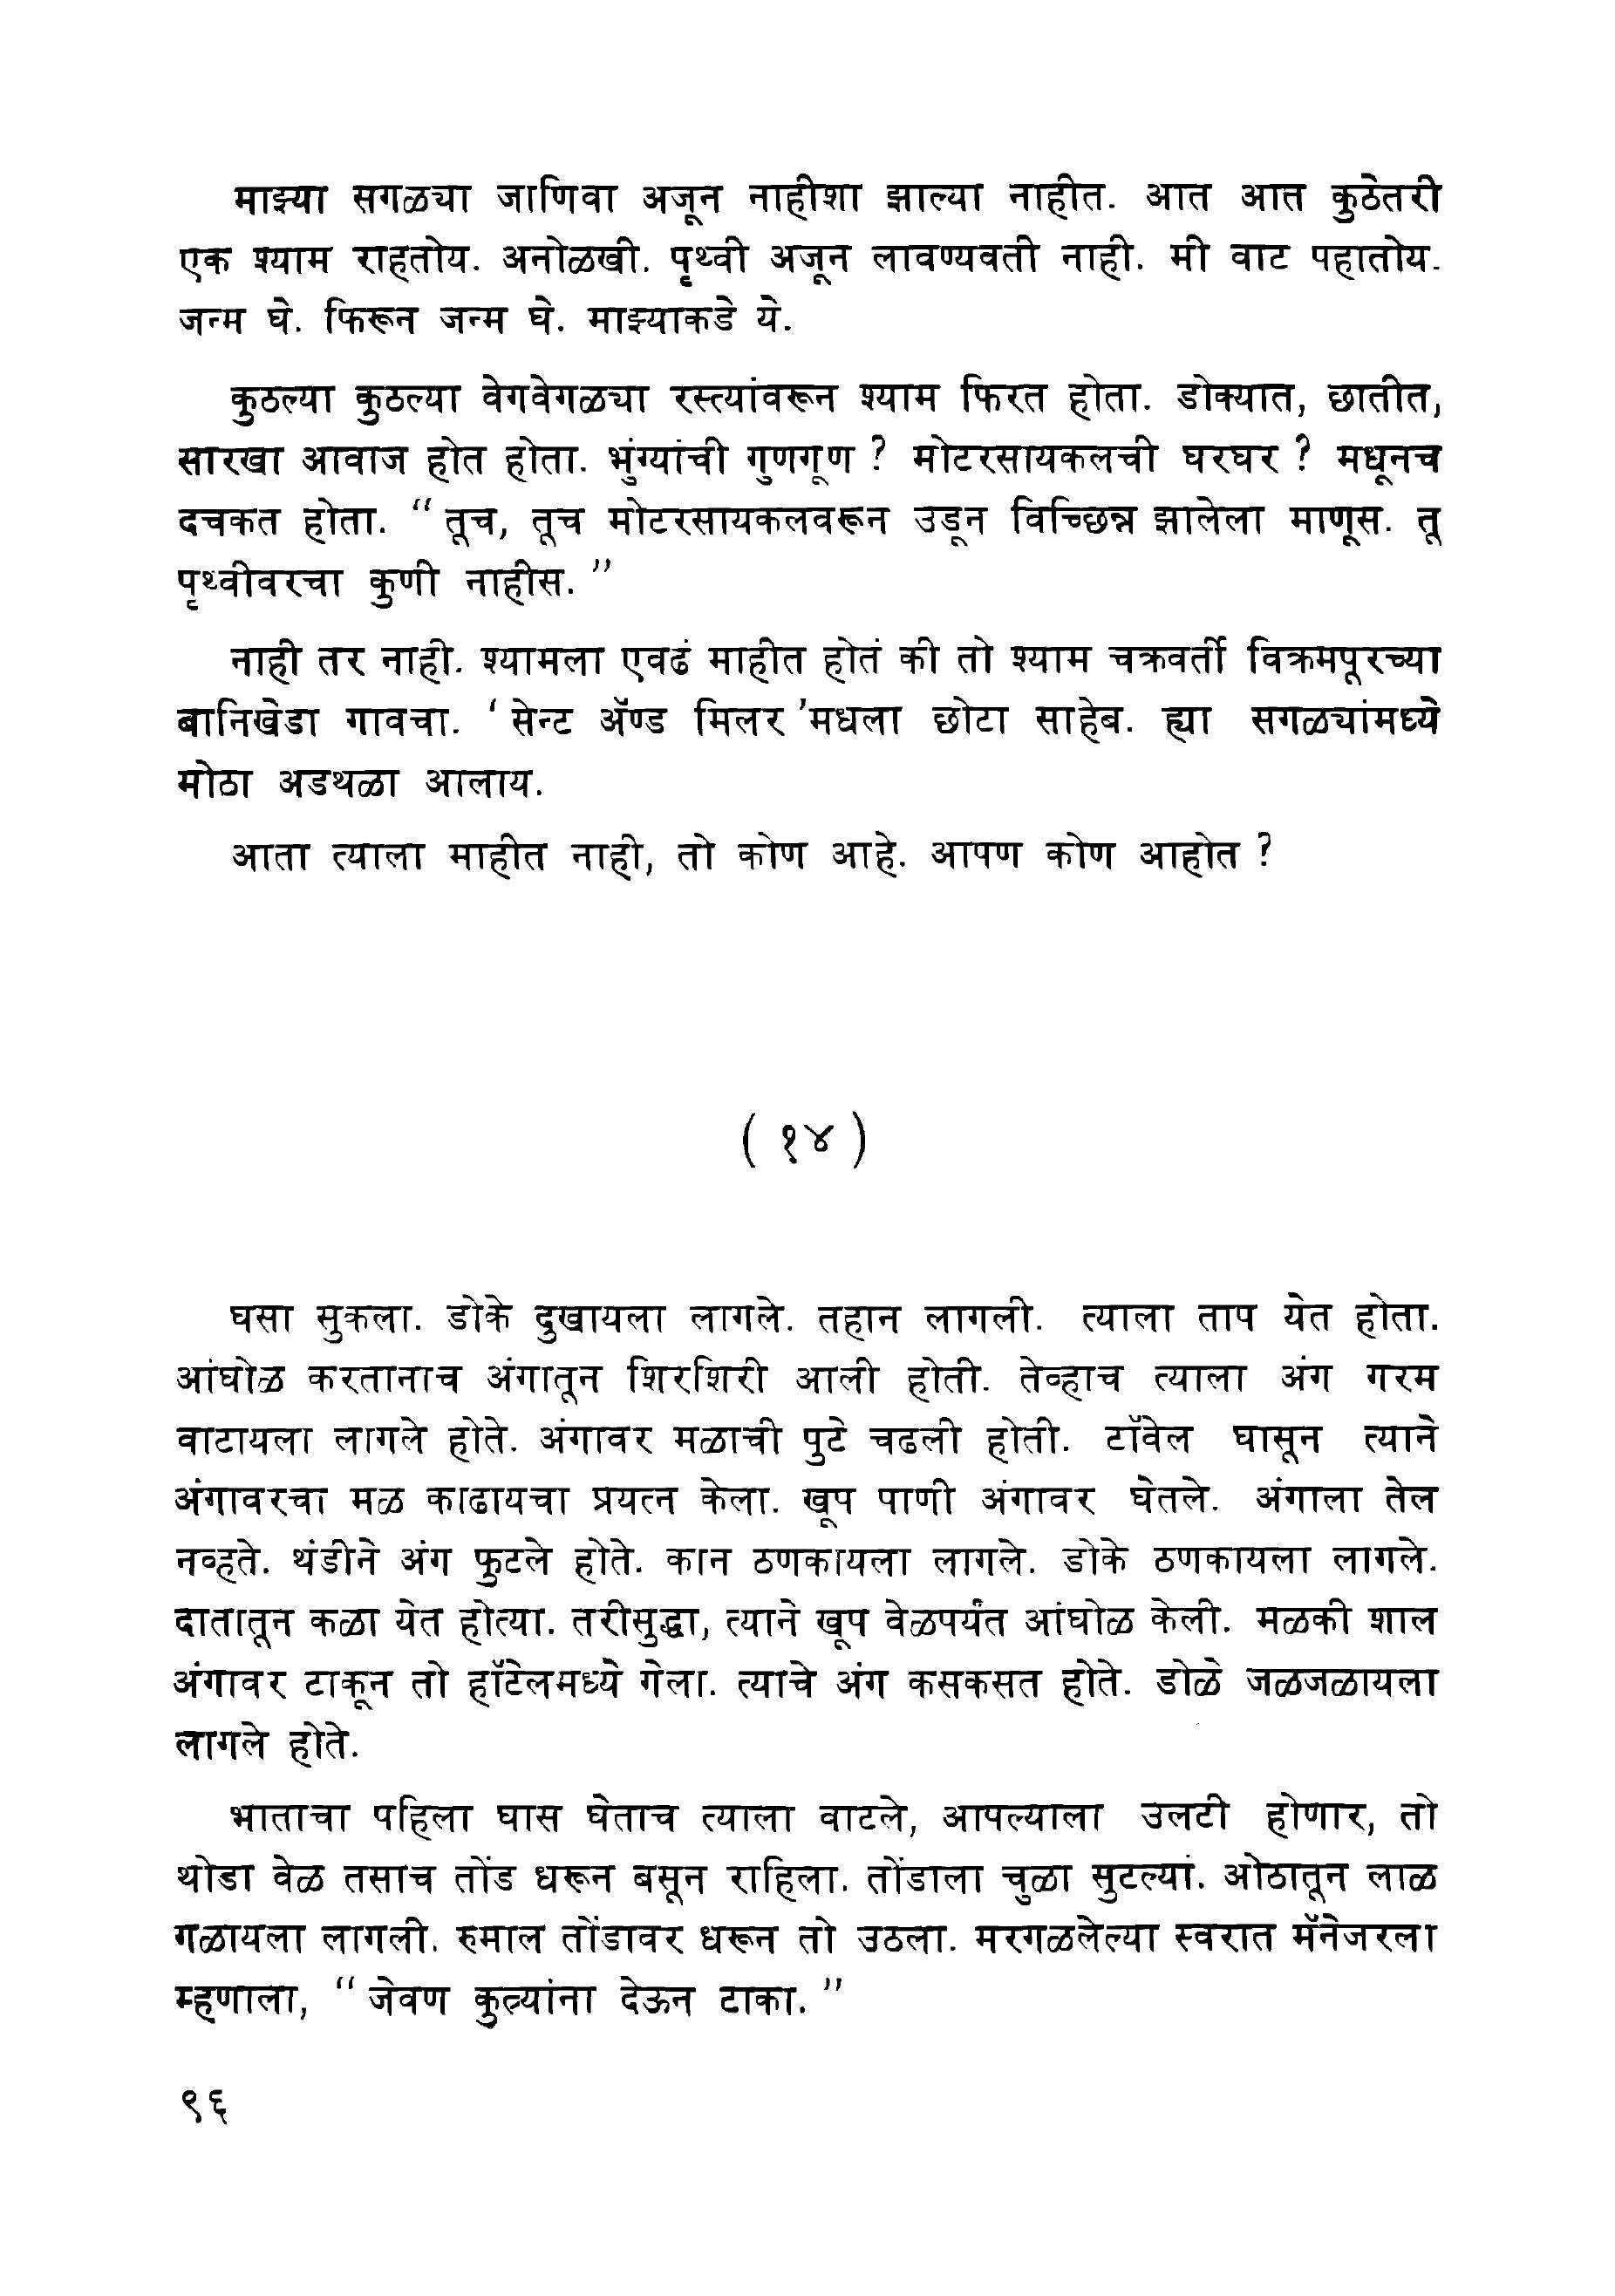 माझ्या सगळ्या जाणिवा अजून नाहीशा झाल्या नाहीत. आत आत कुठेतरी
एक श्याम राहतोय. अनोळखी. पृथ्वी अजून लावण्यवती नाही. मी वाट पहातोय.
जन्म घे. फिरून जन्म घे. माझ्याकडे ये.
कुठल्या कुठल्या वेगवेगळ्या रस्त्यांवरून श्याम फिरत होता. डोक्यात, छातीत,
सारखा आवाज होत होता. भुंग्यांची गुणगूण ? मोटरसायकलची घरघर ? मधूनच
दचकत होता. “ तूच, तूच मोटरसायकलवरून उडून विच्छिन्न झालेला माणूस. तू
पृथ्वीवरचा कुणी नाहीस. ”
नाही तर नाही. श्यामला एवढं माहीत होतं की तो श्याम चक्रवर्ती विक्रमपूरच्या
बानिखेडा गावचा. ‘ सेन्ट अँण्ड मिलर ’मधला छोटा साहेब. ह्या सगळ्यांमध्ये
मोठा अडथळा आलाय.
आता त्याला माहीत नाही, तो कोण आहे. आपण कोण आहोत ?
( १४ )
घसा सुकला. डोके दुखायला लागले. तहान लागली. त्याला ताप येत होता.
आंघोळ करतानाच अंगातून शिरशिरी आली होती. तेव्हाच त्याला अंग गरम
वाटायला लागले होते. अंगावर मळाची पुटे चढली होती. टॉवेल घासून त्याने
अंगावरचा मळ काढायचा प्रयत्न केला. खूप पाणी अंगावर घेतले. अंगाला तेल
नव्हते. थंडीने अंग फुटले होते. कान ठणकायला लागले. डोके ठणकायला लागले.
दातातून कळा येत होत्या. तरीसुद्धा, त्याने खूप वेळपर्यंत आंघोळ केली. मळकी शाल
अंगावर टाकून तो हॉटेलमध्ये गेला. त्याचे अंग कसकसत होते. डोळे जळजळायला
लागले होते.
भाताचा पहिला घास घेताच त्याला वाटले, आपल्याला उलटी होणार, तो
थोडा वेळ तसाच तोंड धरून बसून राहिला. तोंडाला चुळा सुटल्या. ओठातून लाळ
गळायला लागली. रुमाल तोंडावर धरून तो उठला. मरगळलेल्या स्वरात मॅनेजरला
म्हणाला, “ जेवण कुत्र्यांना देऊन टाका. ”
९६